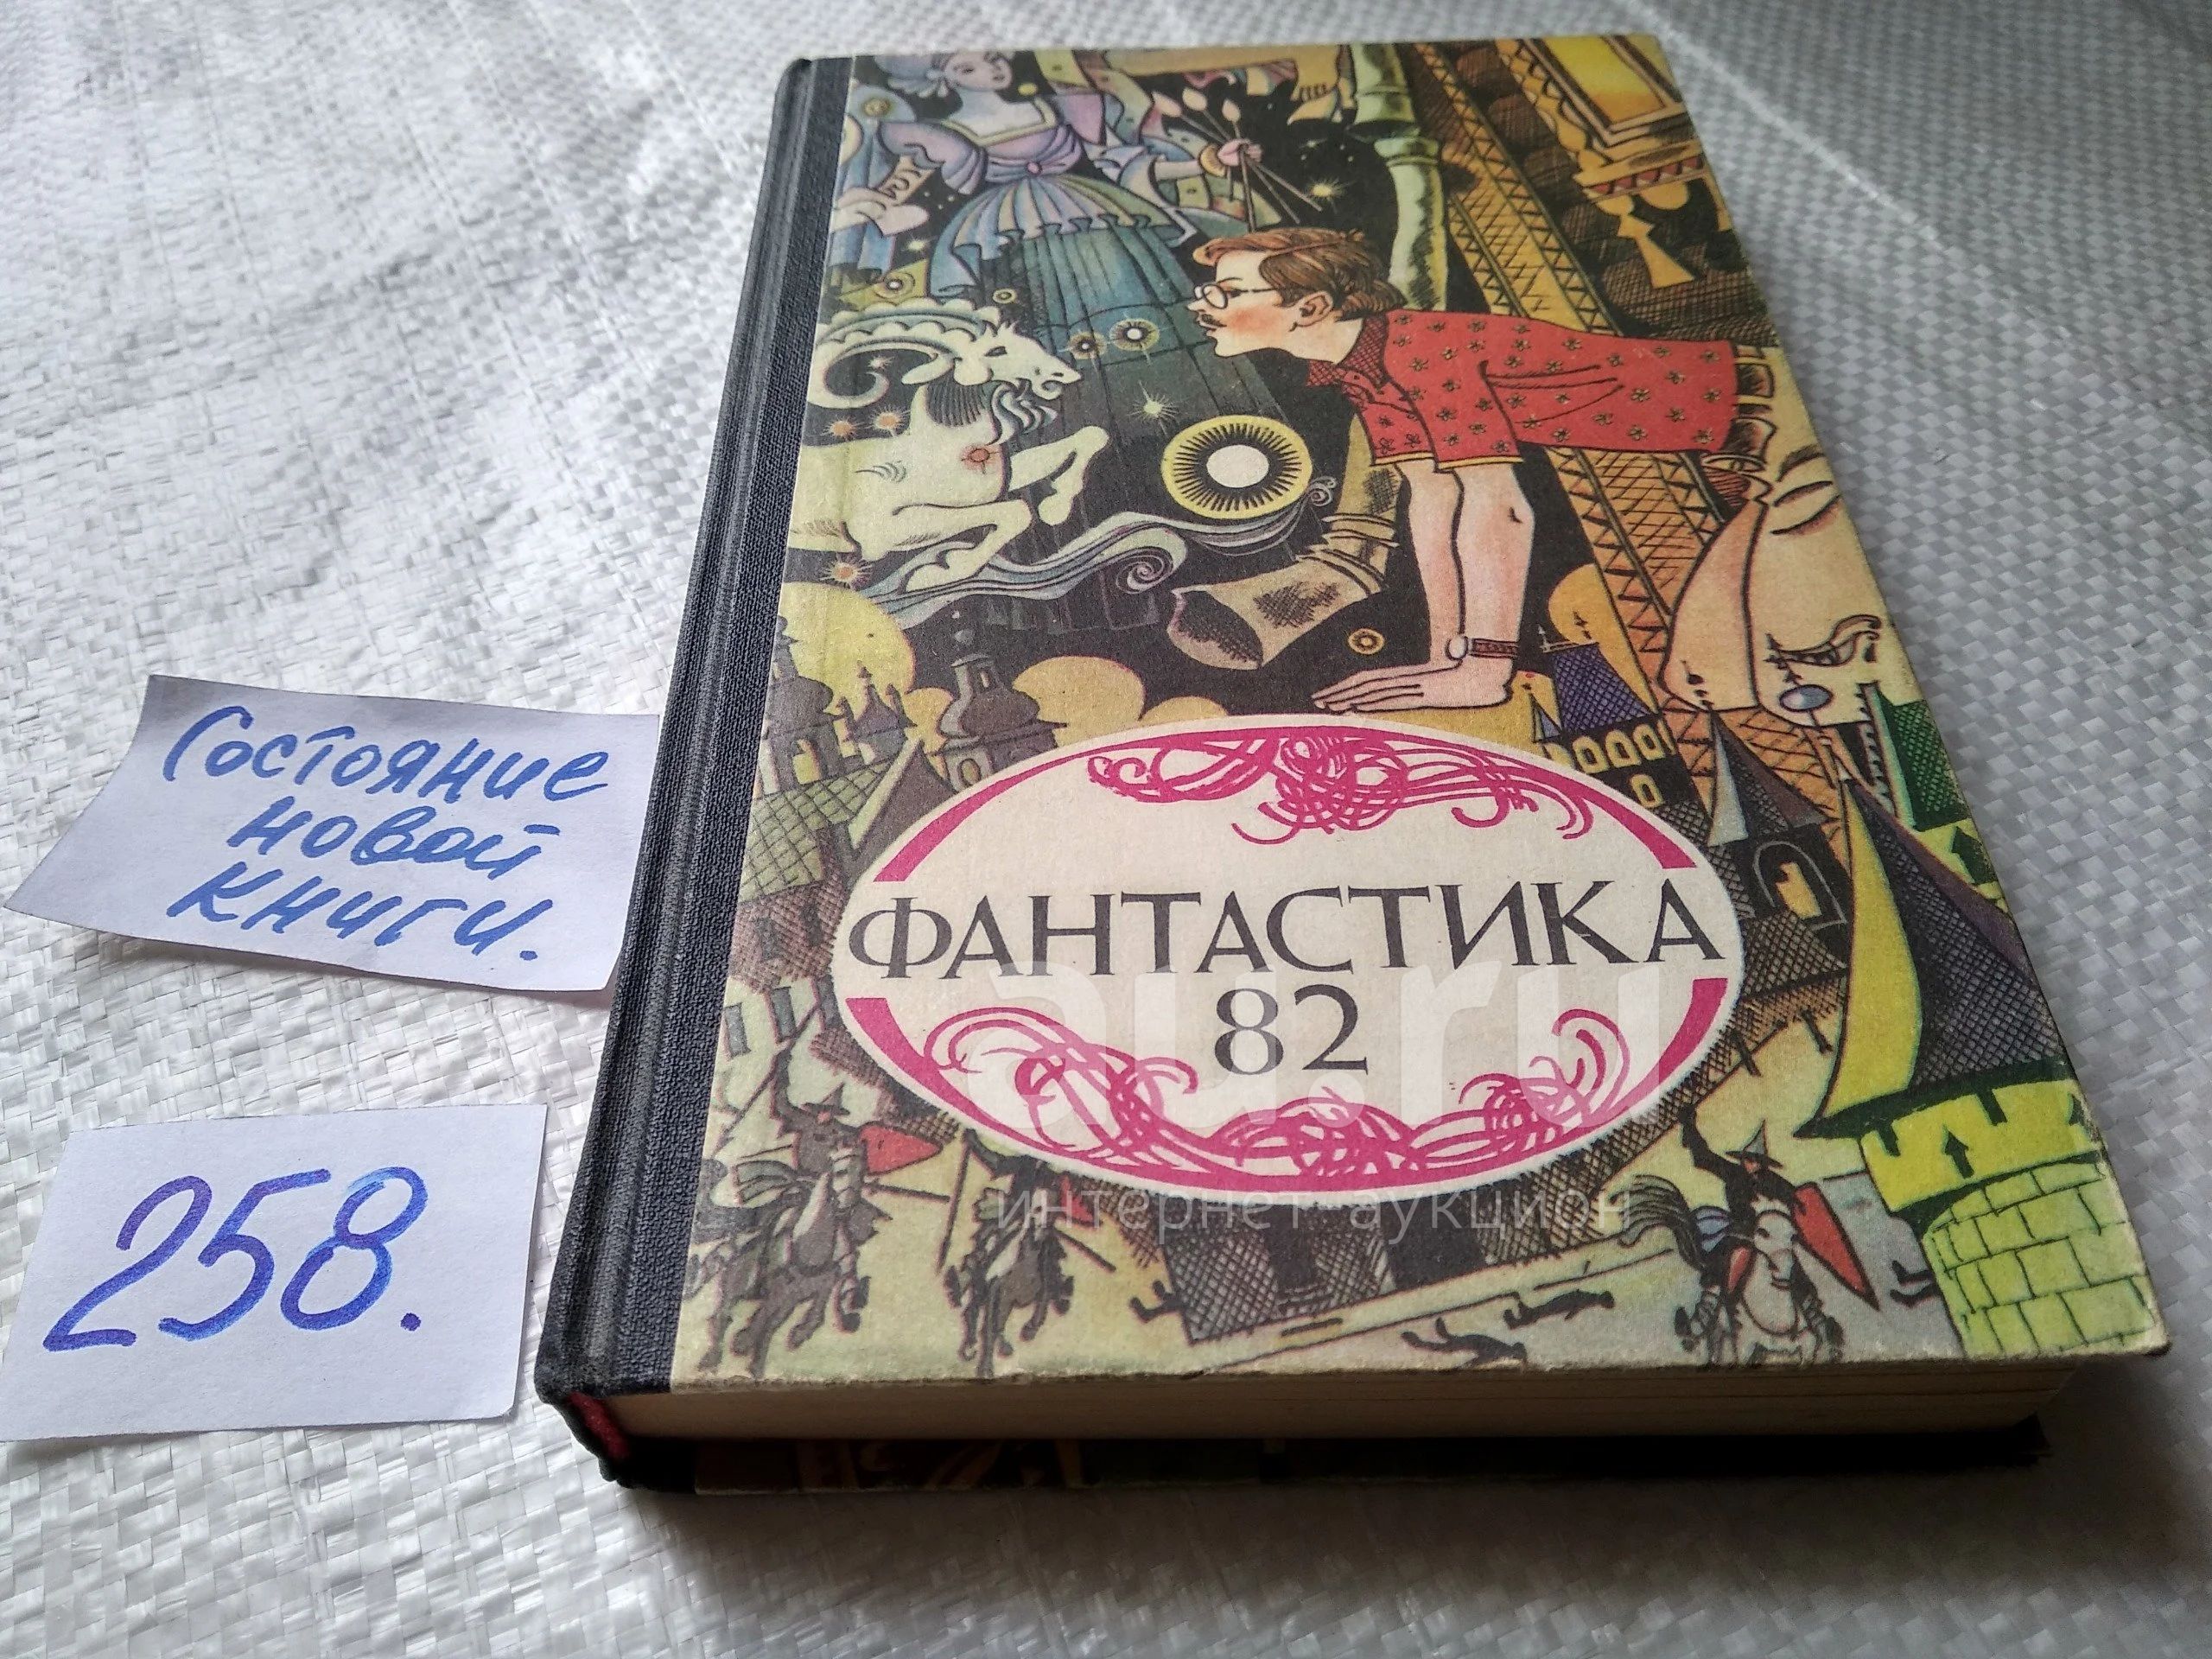 Состояние
новой
книги.
258.
ФАНТАСТИКА
82
au.ru
интернет-аукцион